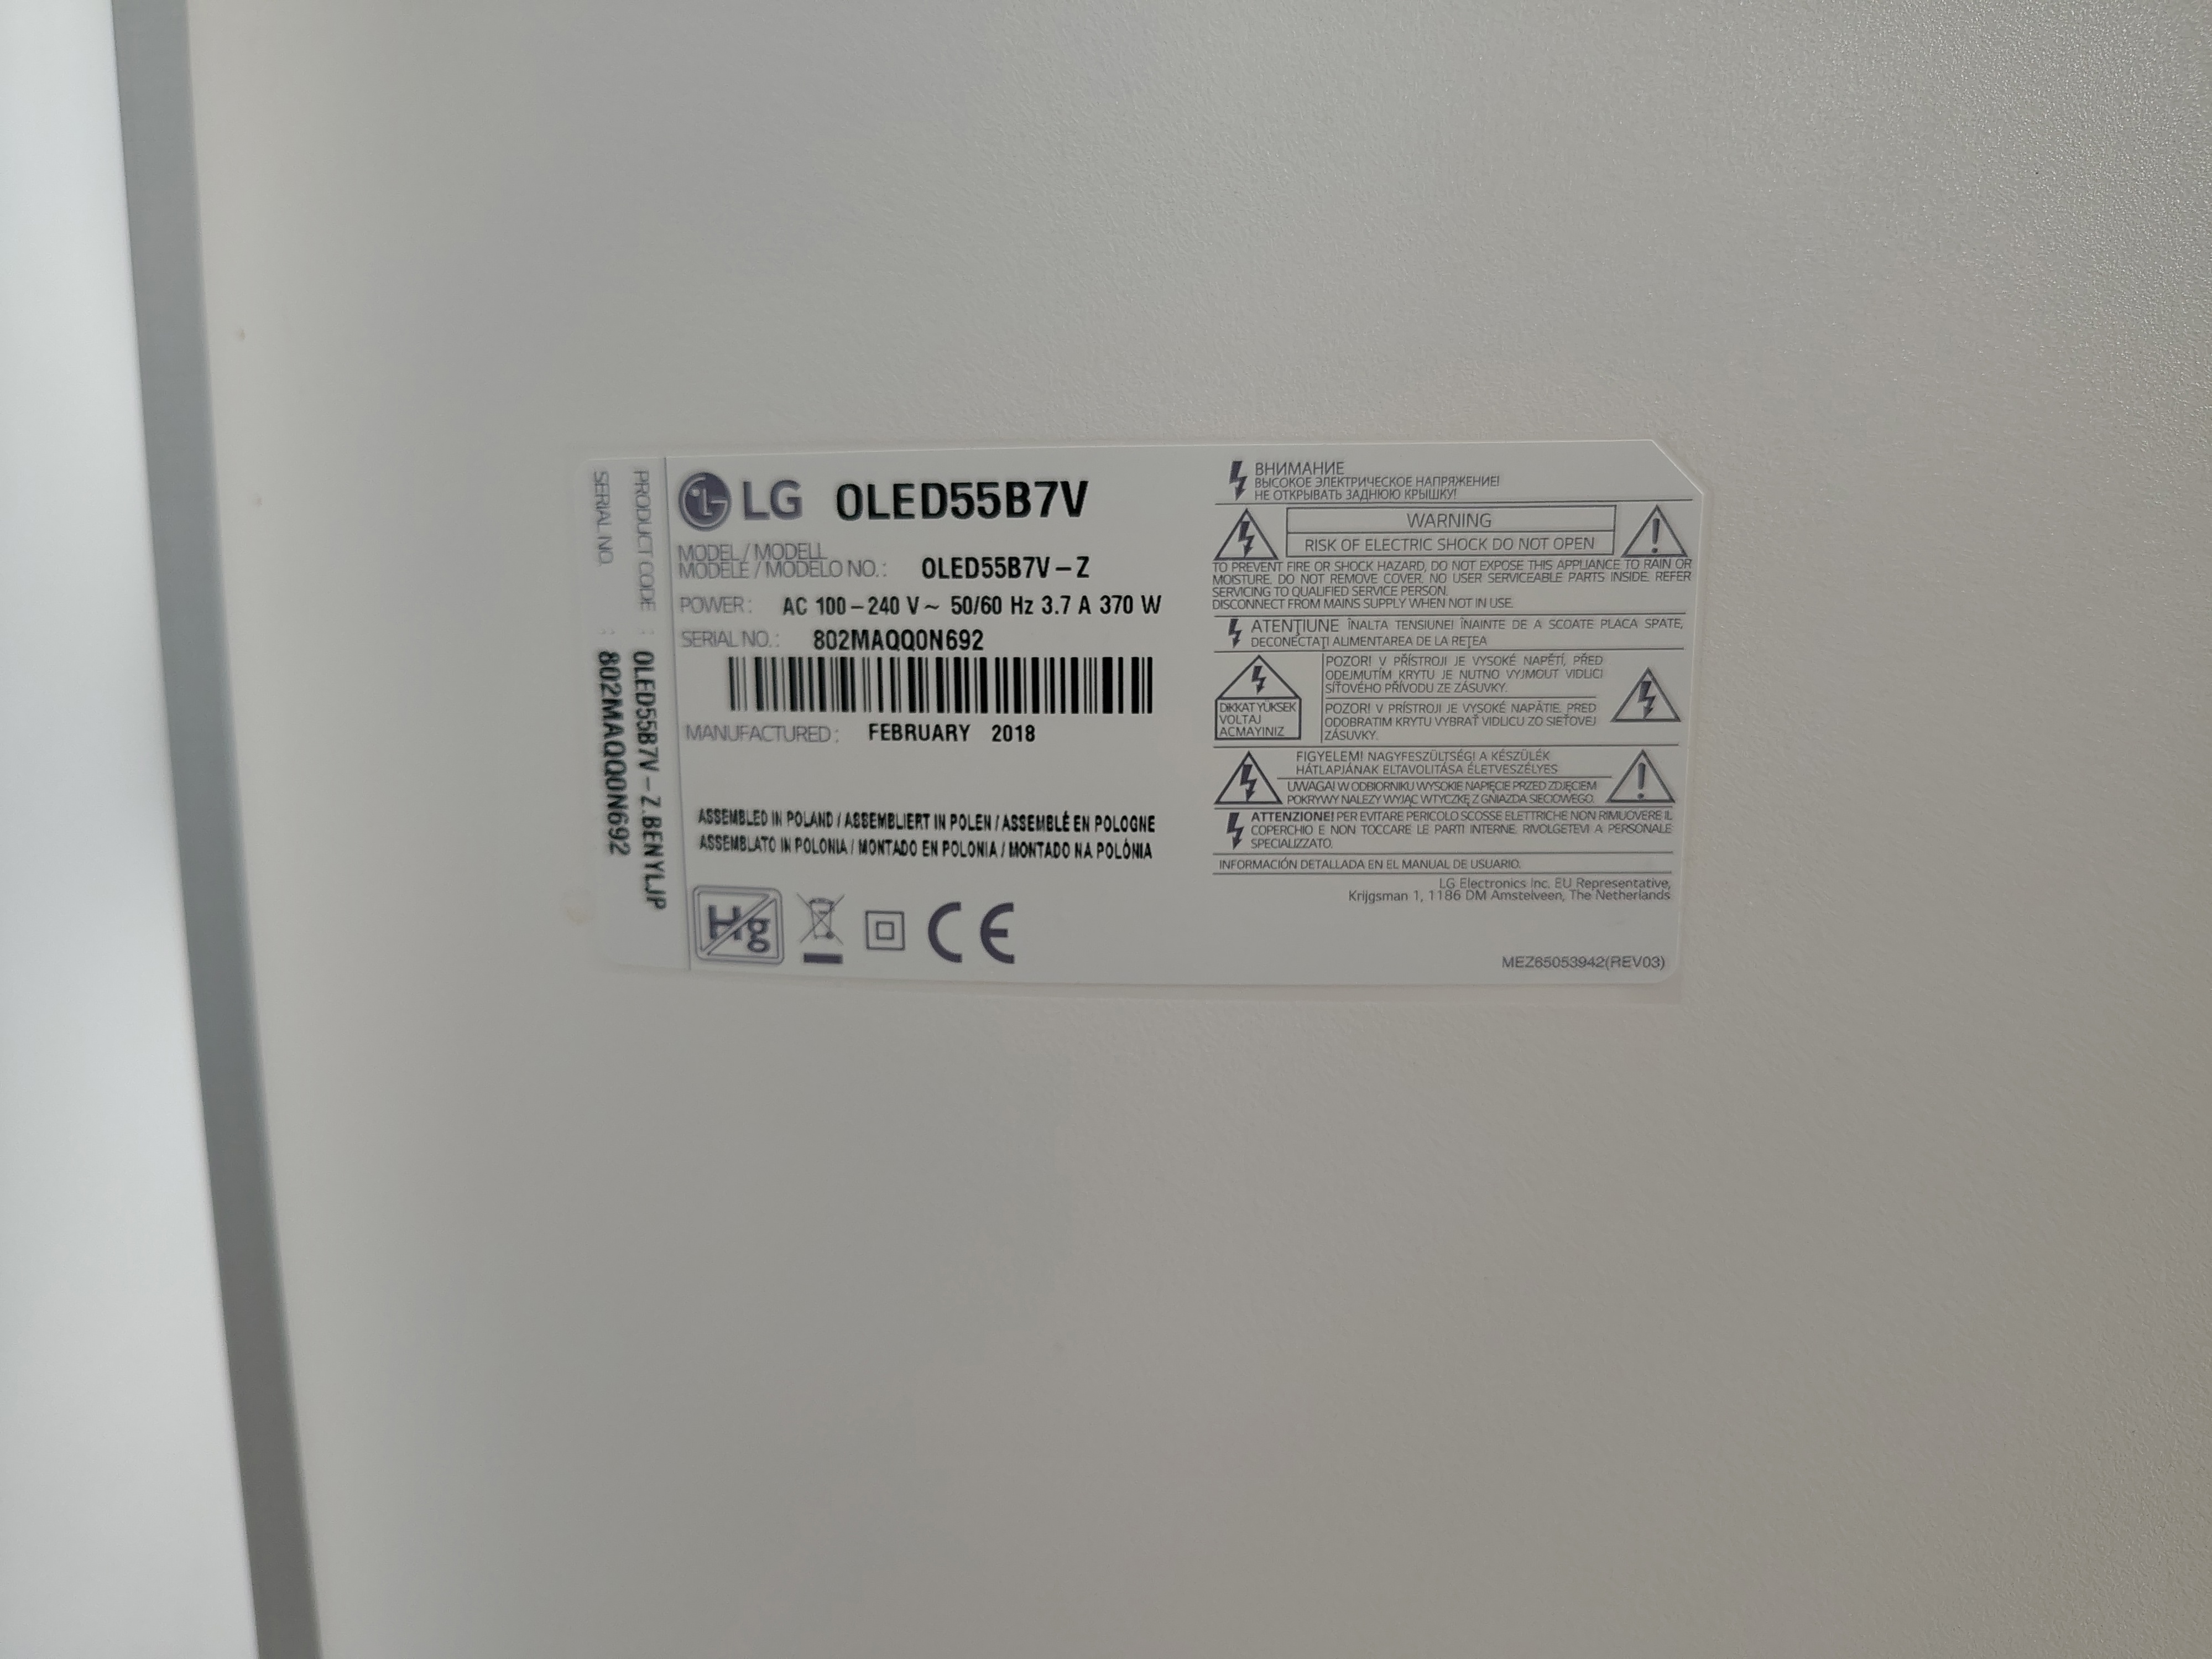 PRODUCT CODE : OLED55B7V-Z.BENYLJP
SERIAL NO. : 802MAQQ0N692
LG OLED55B7V
MODEL / MODELL
MODÈLE / MODELO NO.: OLED55B7V-Z
POWER: AC 100-240 V~ 50/60 Hz 3.7 A 370 W
SERIAL NO.: 802MAQQ0N692
MANUFACTURED: FEBRUARY 2018
ASSEMBLED IN POLAND / ASSEMBLIERT IN POLEN / ASSEMBLÉ EN POLOGNE
ASSEMBLATO IN POLONIA / MONTADO EN POLONIA / MONTADO NA POLÓNIA
Hg
CE
ВНИМАНИЕ
ВЫСОКОЕ ЭЛЕКТРИЧЕСКОЕ НАПРЯЖЕНИЕ!
НЕ ОТКРЫВАТЬ ЗАДНЮЮ КРЫШКУ!
WARNING
RISK OF ELECTRIC SHOCK DO NOT OPEN
TO PREVENT FIRE OR SHOCK HAZARD, DO NOT EXPOSE THIS APPLIANCE TO RAIN OR
MOISTURE. DO NOT REMOVE COVER. NO USER SERVICEABLE PARTS INSIDE. REFER
SERVICING TO QUALIFIED SERVICE PERSON.
DISCONNECT FROM MAINS SUPPLY WHEN NOT IN USE.
ATENŢIUNE ÎNALTA TENSIUNE! ÎNAINTE DE A SCOATE PLACA SPATE,
DECONECTAŢI ALIMENTAREA DE LA REŢEA
DIKKAT YUKSEK
VOLTAJ
ACMAYINIZ
POZOR! V PŘÍSTROJI JE VYSOKÉ NAPĚTÍ, PŘED
ODEJMUTÍM KRYTU JE NUTNO VYJMOUT VIDLICI
SÍŤOVÉHO PŘÍVODU ZE ZÁSUVKY.
POZOR! V PRÍSTROJI JE VYSOKÉ NAPÄTIE. PRED
ODOBRATIM KRYTU VYBRAŤ VIDLICU ZO SIEŤOVEJ
ZÁSUVKY.
FIGYELEM! NAGYFESZÜLTSÉG! A KÉSZÜLÉK
HÁTLAPJÁNAK ELTAVOLITÁSA ÉLETVESZÉLYES
UWAGA! W ODBIORNIKU WYSOKIE NAPIĘCIE PRZED ZDJĘCIEM
POKRYWY NALEZY WYJĄC WTYCZKĘ Z GNIAZDA SIECIOWEGO.
ATTENZIONE! PER EVITARE PERICOLO SCOSSE ELETTRICHE NON RIMUOVERE IL
COPERCHIO E NON TOCCARE LE PARTI INTERNE. RIVOLGETEVI A PERSONALE
SPECIALIZZATO.
INFORMACIÓN DETALLADA EN EL MANUAL DE USUARIO.
LG Electronics Inc. EU Representative,
Krijgsman 1, 1186 DM Amstelveen, The Netherlands
MEZ65053942(REV03)